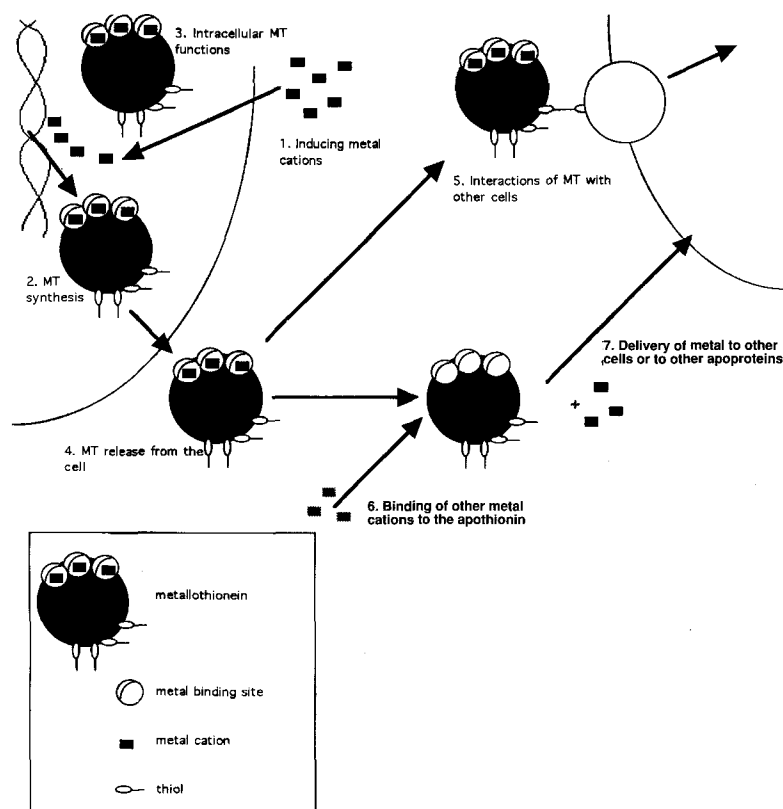 3. Intracellular MT
functions
1. Inducing metal
cations
5. Interactions of MT with
other cells
2. MT
synthesis
7. Delivery of metal to other
cells or to other apoproteins
+
4. MT release from the
cell
6. Binding of other metal
cations to the apothionin
metallothionein
metal binding site
metal cation
thiol